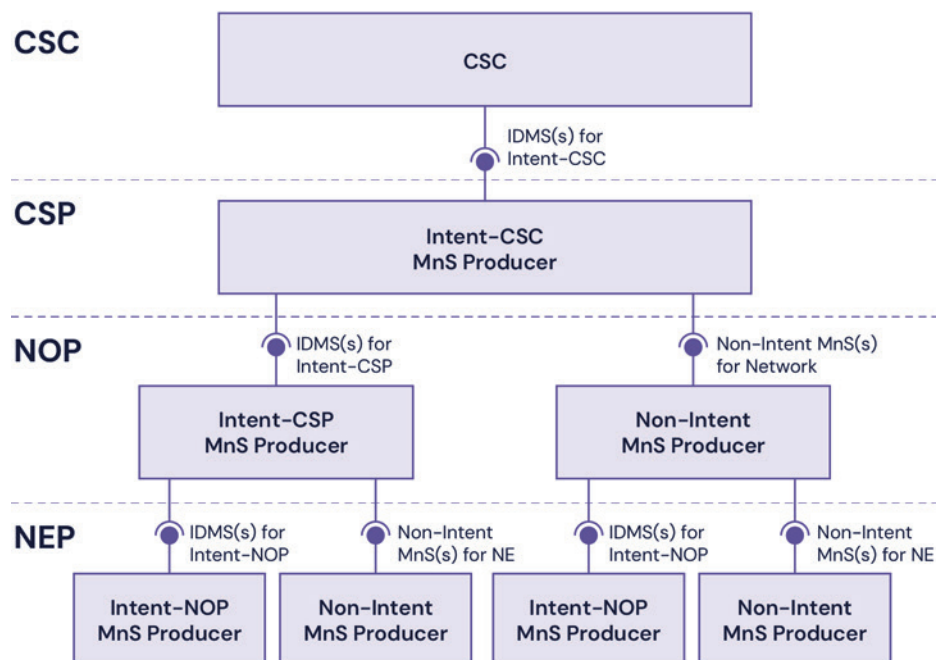 CSC
CSC
IDMS(s) for
Intent-CSC
CSP
Intent-CSC
MnS Producer
NOP
IDMS(s) for
Intent-CSP
Non-Intent MnS(s)
for Network
Intent-CSP
MnS Producer
Non-Intent
MnS Producer
NEP
IDMS(s) for
Intent-NOP
Non-Intent
MnS(s) for NE
IDMS(s) for
Intent-NOP
Non-Intent
MnS(s) for NE
Intent-NOP
MnS Producer
Non-Intent
MnS Producer
Intent-NOP
MnS Producer
Non-Intent
MnS Producer